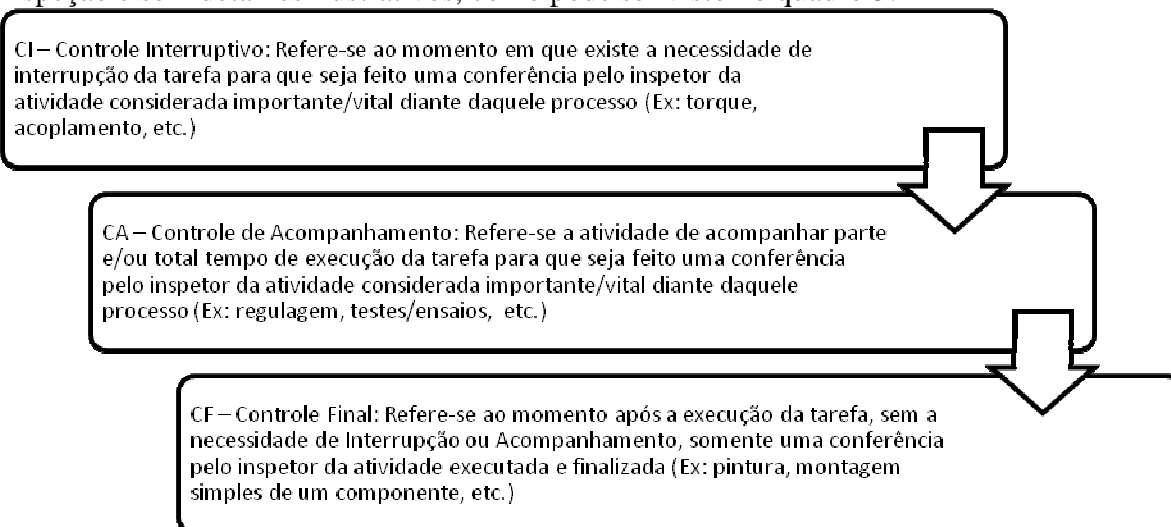 CI – Controle Interruptivo: Refere-se ao momento em que existe a necessidade de
interrupção da tarefa para que seja feito uma conferência pelo inspetor da
atividade considerada importante/vital diante daquele processo (Ex: torque,
acoplamento, etc.)
CA – Controle de Acompanhamento: Refere-se a atividade de acompanhar parte
e/ou total tempo de execução da tarefa para que seja feito uma conferência
pelo inspetor da atividade considerada importante/vital diante daquele
processo (Ex: regulagem, testes/ensaios, etc.)
CF – Controle Final: Refere-se ao momento após a execução da tarefa, sem a
necessidade de Interrupção ou Acompanhamento, somente uma conferência
pelo inspetor da atividade executada e finalizada (Ex: pintura, montagem
simples de um componente, etc.)